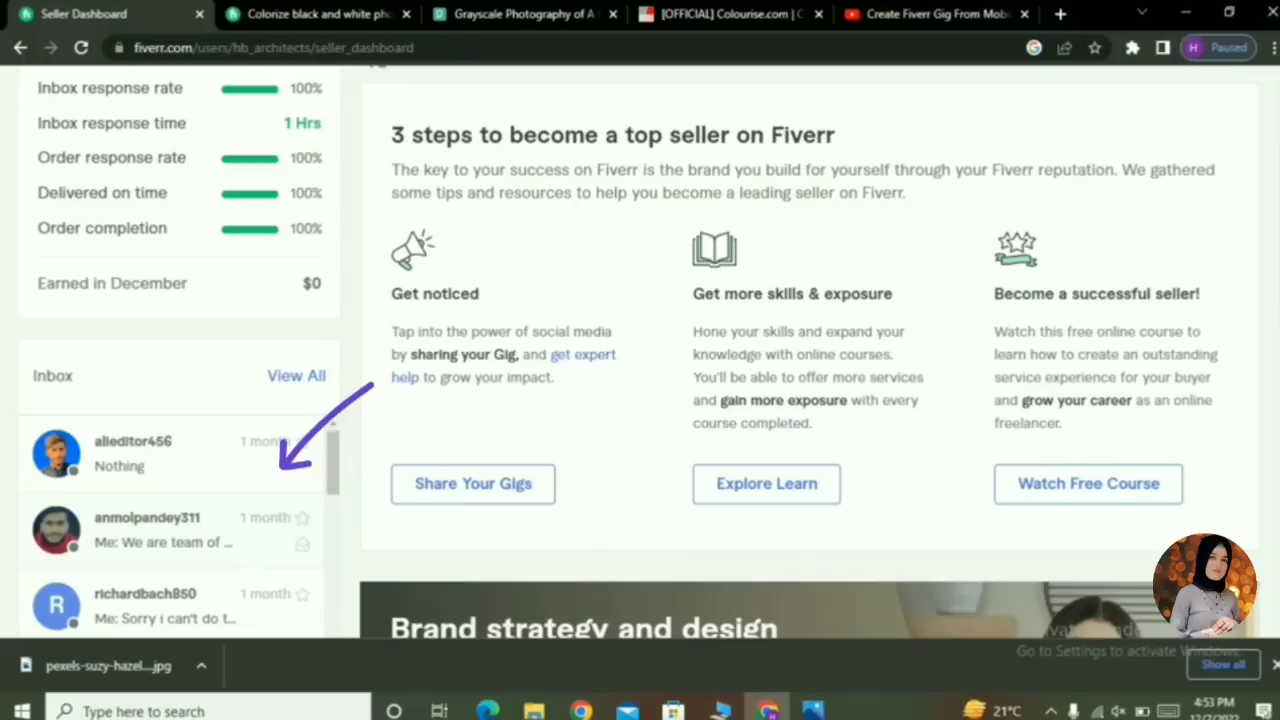 Seller Dashboard
Colorize black and white pho
Grayscale Photography of A
[OFFICIAL] Colourise.com | C
Create Fiverr Gig From Mob
fiverr.com/users/hb_architects/seller_dashboard
H Paused
Inbox response rate 100%
Inbox response time 1 Hrs
Order response rate 100%
Delivered on time 100%
Order completion 100%
Earned in December $0
Inbox View All
alieditor456 1 month
Nothing
anmolpandey311 1 month
Me: We are team of ...
R richardbach850 1 month
Me: Sorry i can't do t...
3 steps to become a top seller on Fiverr
The key to your success on Fiverr is the brand you build for yourself through your Fiverr reputation. We gathered
some tips and resources to help you become a leading seller on Fiverr.
Get noticed
Tap into the power of social media
by sharing your Gig, and get expert
help to grow your impact.
Share Your Gigs
Get more skills & exposure
Hone your skills and expand your
knowledge with online courses.
You'll be able to offer more services
and gain more exposure with every
course completed.
Explore Learn
Become a successful seller!
Watch this free online course to
learn how to create an outstanding
service experience for your buyer
and grow your career as an online
freelancer.
Watch Free Course
Brand strategy and design
Go to Settings to activate Windows.
pexels-suzy-hazel....jpg
Show all
Type here to search
21°C
4:53 PM